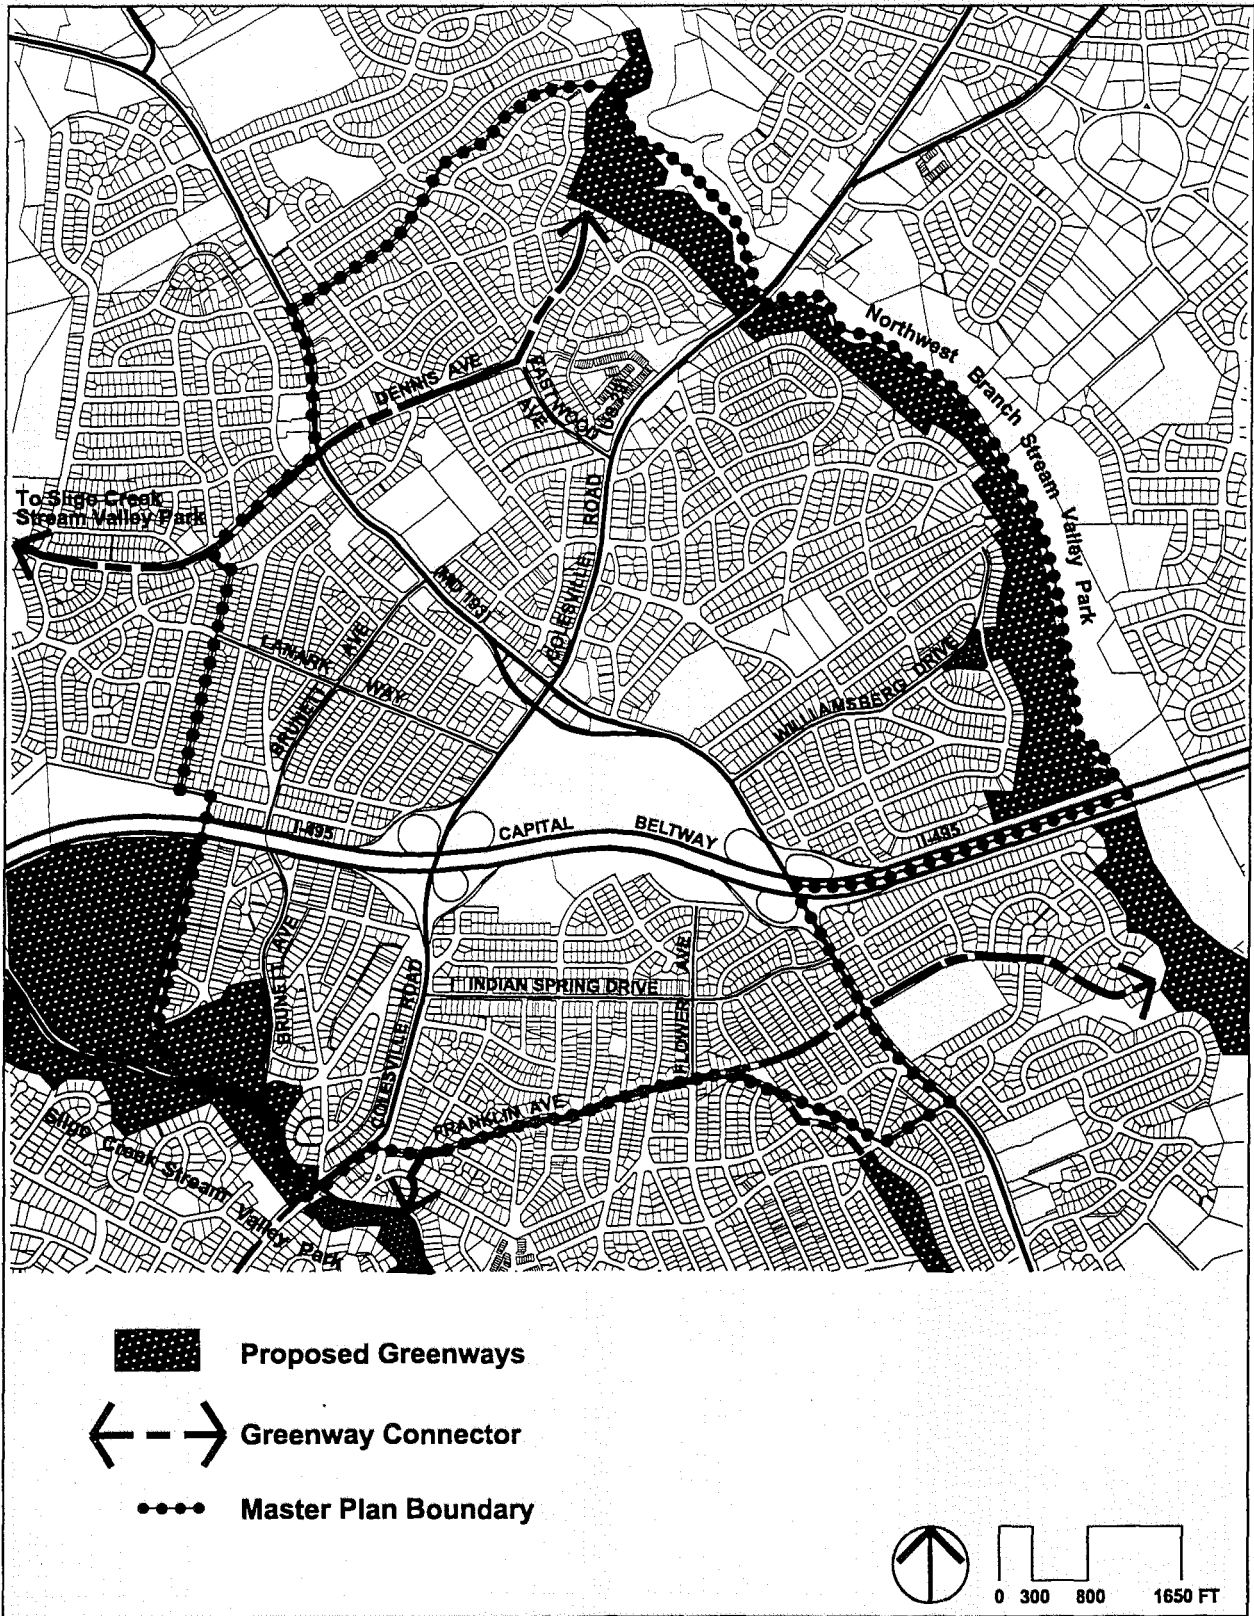 Northwest Branch Stream Valley Park
DENNIS AVE
EASTWOOD AVE
(US 29)
To Sligo Creek
Stream Valley Park
COLESVILLE ROAD
(MD 193)
LANARK WAY
BRUNETT AVE
WILLIAMSBERG DRIVE
I-495
CAPITAL BELTWAY
I-495
BRUNETT AVE
COLESVILLE ROAD
INDIAN SPRING DRIVE
FLOWER AVE
FRANKLIN AVE
Sligo Creek Stream Valley Park
Proposed Greenways
Greenway Connector
Master Plan Boundary
0 300 800 1650 FT